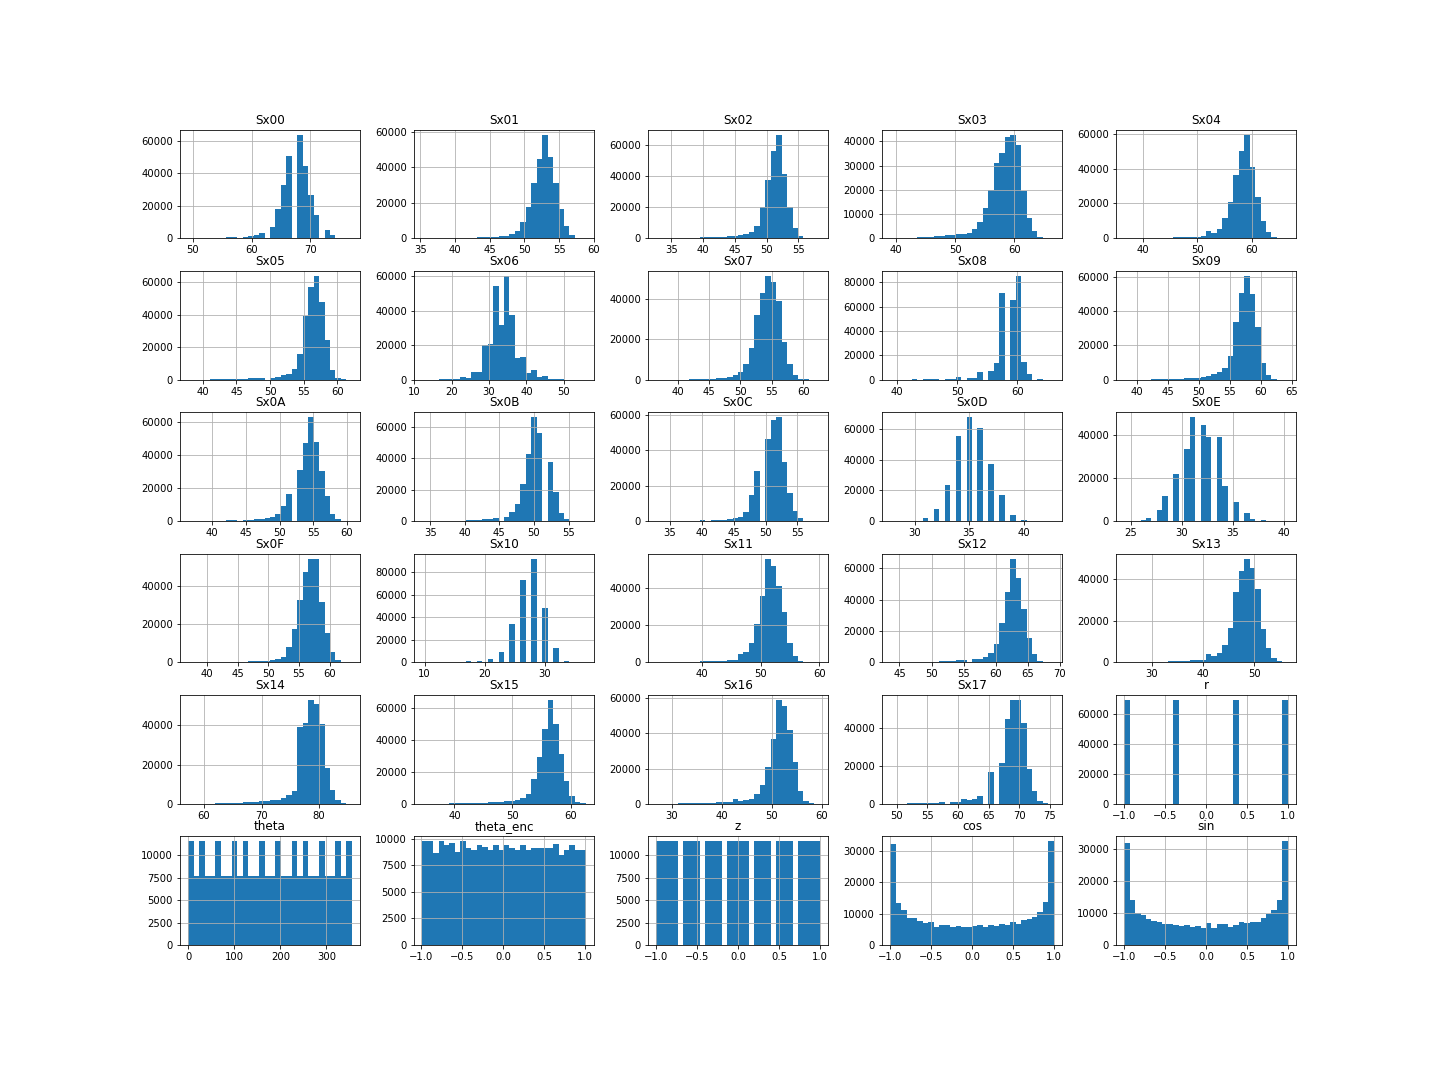 Sx00 Sx01 Sx02 Sx03 Sx04
60000 40000 20000 0 50 60 70
60000 40000 20000 0 35 40 45 50 55 60
60000 40000 20000 0 35 40 45 50 55
40000 30000 20000 10000 0 40 50 60
60000 40000 20000 0 40 50 60
Sx05 Sx06 Sx07 Sx08 Sx09
60000 40000 20000 0 40 45 50 55 60
60000 40000 20000 0 10 20 30 40 50
40000 20000 0 40 45 50 55 60
80000 60000 40000 20000 0 40 50 60
60000 40000 20000 0 40 45 50 55 60 65
Sx0A Sx0B Sx0C Sx0D Sx0E
60000 40000 20000 0 40 45 50 55 60
60000 40000 20000 0 35 40 45 50 55
60000 40000 20000 0 35 40 45 50 55 60
60000 40000 20000 0 30 35 40
40000 20000 0 25 30 35 40
Sx0F Sx10 Sx11 Sx12 Sx13
40000 20000 0 40 45 50 55 60
80000 60000 40000 20000 0 10 20 30
40000 20000 0 40 50 60
60000 40000 20000 0 45 50 55 60 65 70
40000 20000 0 30 40 50
Sx14 Sx15 Sx16 Sx17 r
40000 20000 0 60 70 80
60000 40000 20000 0 40 50 60
60000 40000 20000 0 30 40 50 60
40000 20000 0 50 55 60 65 70 75
60000 40000 20000 0 −1.0 −0.5 0.0 0.5 1.0
theta theta_enc z cos sin
10000 7500 5000 2500 0 0 100 200 300
10000 7500 5000 2500 0 −1.0 −0.5 0.0 0.5 1.0
10000 7500 5000 2500 0 −1.0 −0.5 0.0 0.5 1.0
30000 20000 10000 0 −1.0 −0.5 0.0 0.5 1.0
30000 20000 10000 0 −1.0 −0.5 0.0 0.5 1.0